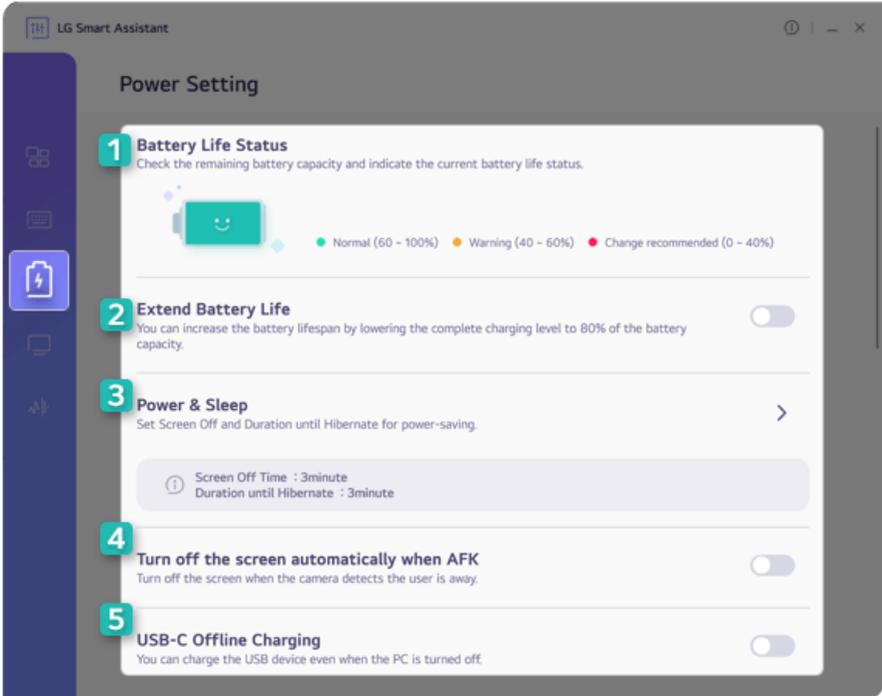 LG Smart Assistant
Power Setting
1
Battery Life Status
Check the remaining battery capacity and indicate the current battery life status.
Normal (60 ~ 100%) Warning (40 ~ 60%) Change recommended (0 ~ 40%)
2
Extend Battery Life
You can increase the battery lifespan by lowering the complete charging level to 80% of the battery
capacity.
3
Power & Sleep
Set Screen Off and Duration until Hibernate for power-saving.
Screen Off Time : 3minute
Duration until Hibernate : 3minute
4
Turn off the screen automatically when AFK
Turn off the screen when the camera detects the user is away.
5
USB-C Offline Charging
You can charge the USB device even when the PC is turned off.